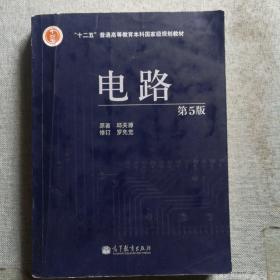 "十二五"普通高等教育本科国家级规划教材
电路
第5版
原著 邱关源
修订 罗先觉
高等教育出版社